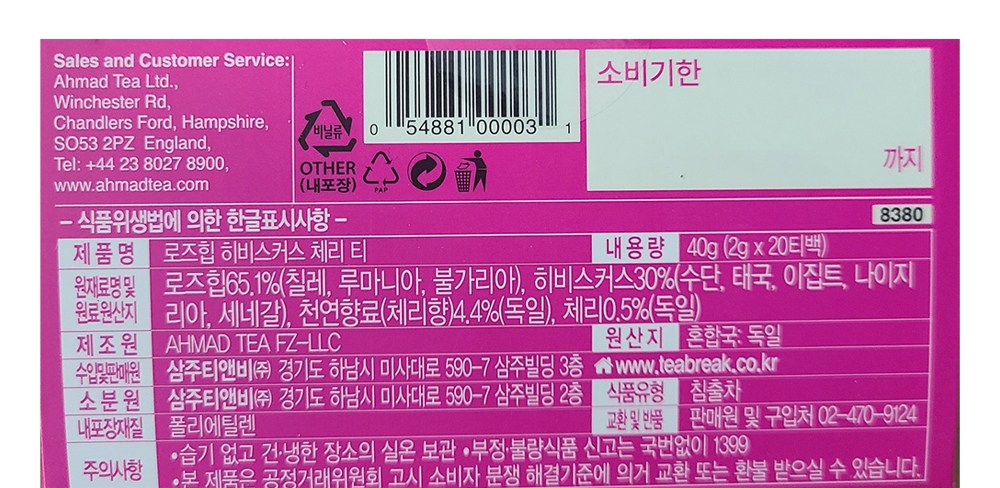 Sales and Customer Service:
Ahmad Tea Ltd.,
Winchester Rd,
Chandlers Ford, Hampshire,
SO53 2PZ England,
Tel: +44 23 8027 8900,
www.ahmadtea.com
비닐류
OTHER
(내포장)
PAP
0 54881 00003 1
소비기한
까지
8380
– 식품위생법에 의한 한글표시사항 –
제 품 명 로즈힙 히비스커스 체리 티 내 용 량 40g (2g x 20티백)
원재료명 및 로즈힙65.1%(칠레, 루마니아, 불가리아), 히비스커스30%(수단, 태국, 이집트, 나이지
원료원산지 리아, 세네갈), 천연향료(체리향)4.4%(독일), 체리0.5%(독일)
제 조 원 AHMAD TEA FZ-LLC 원 산 지 혼합국: 독일
수입및판매원 삼주티앤비㈜ 경기도 하남시 미사대로 590-7 삼주빌딩 3층 www.teabreak.co.kr
소 분 원 삼주티앤비㈜ 경기도 하남시 미사대로 590-7 삼주빌딩 2층 식품유형 침출차
내포장재질 폴리에틸렌 교환 및 반품 판매원 및 구입처 02-470-9124
주의사항 •습기 없고 건·냉한 장소의 실온 보관 •부정·불량식품 신고는 국번없이 1399
•본 제품은 공정거래위원회 고시 소비자 분쟁 해결기준에 의거 교환 또는 환불 받으실 수 있습니다.